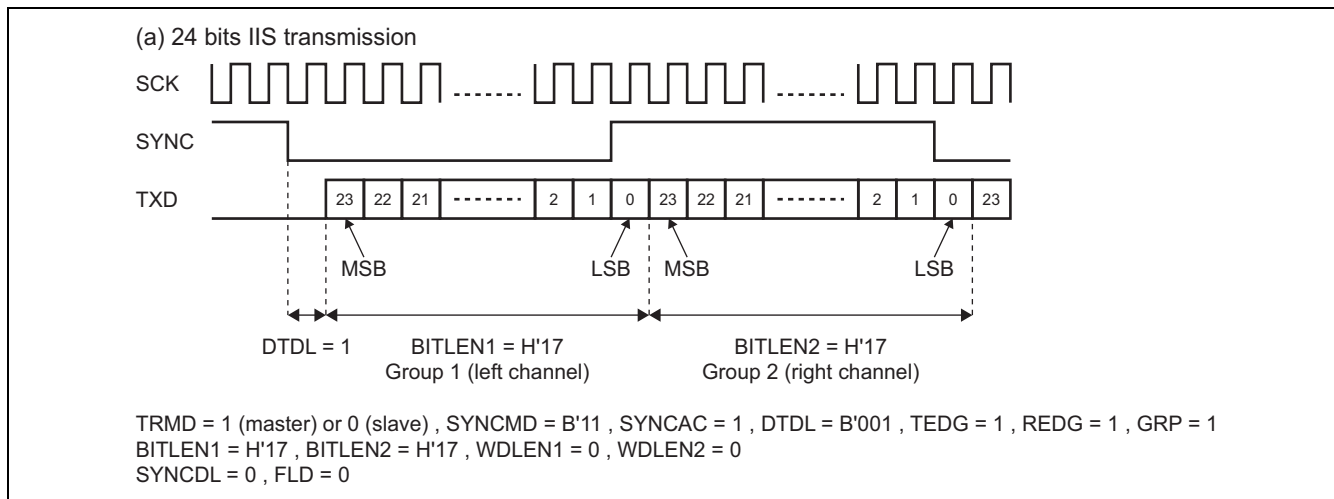 (a) 24 bits IIS transmission
SCK
SYNC
TXD 23 22 21 2 1 0 23 22 21 2 1 0 23
MSB LSB MSB LSB
DTDL = 1 BITLEN1 = H'17 BITLEN2 = H'17
Group 1 (left channel) Group 2 (right channel)
TRMD = 1 (master) or 0 (slave) , SYNCMD = B'11 , SYNCAC = 1 , DTDL = B'001 , TEDG = 1 , REDG = 1 , GRP = 1
BITLEN1 = H'17 , BITLEN2 = H'17 , WDLEN1 = 0 , WDLEN2 = 0
SYNCDL = 0 , FLD = 0